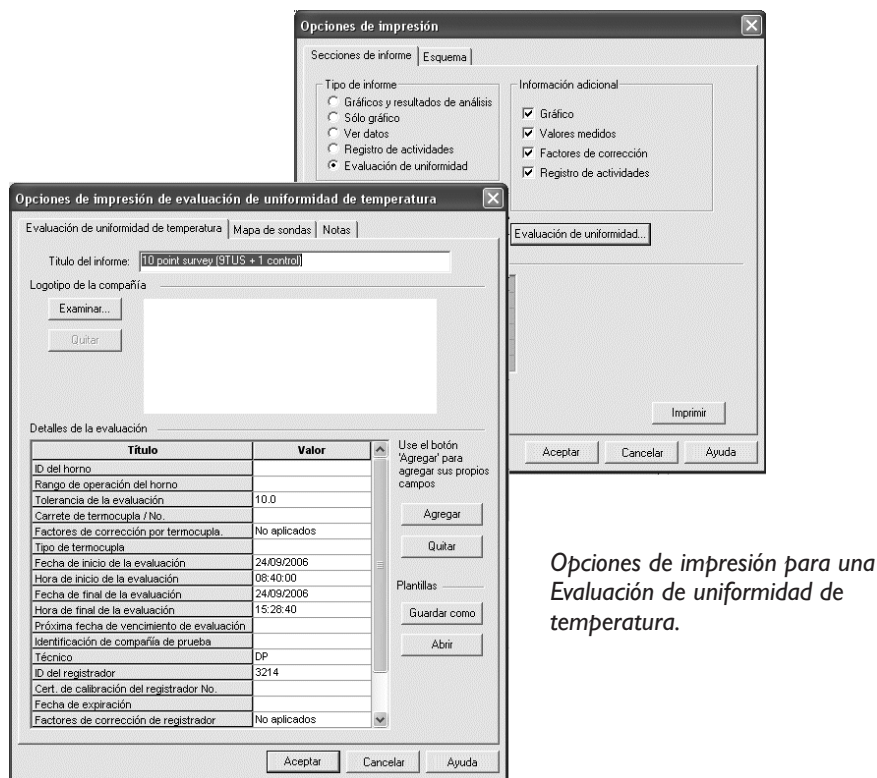 Opciones de impresión
Secciones de informe
Esquema
Tipo de informe
Gráficos y resultados de análisis
Sólo gráfico
Ver datos
Registro de actividades
Evaluación de uniformidad
Información adicional
Gráfico
Valores medidos
Factores de corrección
Registro de actividades
Evaluación de uniformidad...
Imprimir
Aceptar
Cancelar
Ayuda
Opciones de impresión de evaluación de uniformidad de temperatura
Evaluación de uniformidad de temperatura
Mapa de sondas
Notas
Título del informe:
10 point survey (9TUS + 1 control)
Logotipo de la compañía
Examinar...
Quitar
Detalles de la evaluación
Título Valor
ID del horno
Rango de operación del horno
Tolerancia de la evaluación 10.0
Carrete de termocupla / No.
Factores de corrección por termocupla. No aplicados
Tipo de termocupla
Fecha de inicio de la evaluación 24/09/2006
Hora de inicio de la evaluación 08:40:00
Fecha de final de la evaluación 24/09/2006
Hora de final de la evaluación 15:28:40
Próxima fecha de vencimiento de evaluación
Identificación de compañía de prueba
Técnico DP
ID del registrador 3214
Cert. de calibración del registrador No.
Fecha de expiración
Factores de corrección de registrador No aplicados
Use el botón
'Agregar' para
agregar sus propios
campos
Agregar
Quitar
Plantillas
Guardar como
Abrir
Aceptar
Cancelar
Ayuda
Opciones de impresión para una
Evaluación de uniformidad de
temperatura.